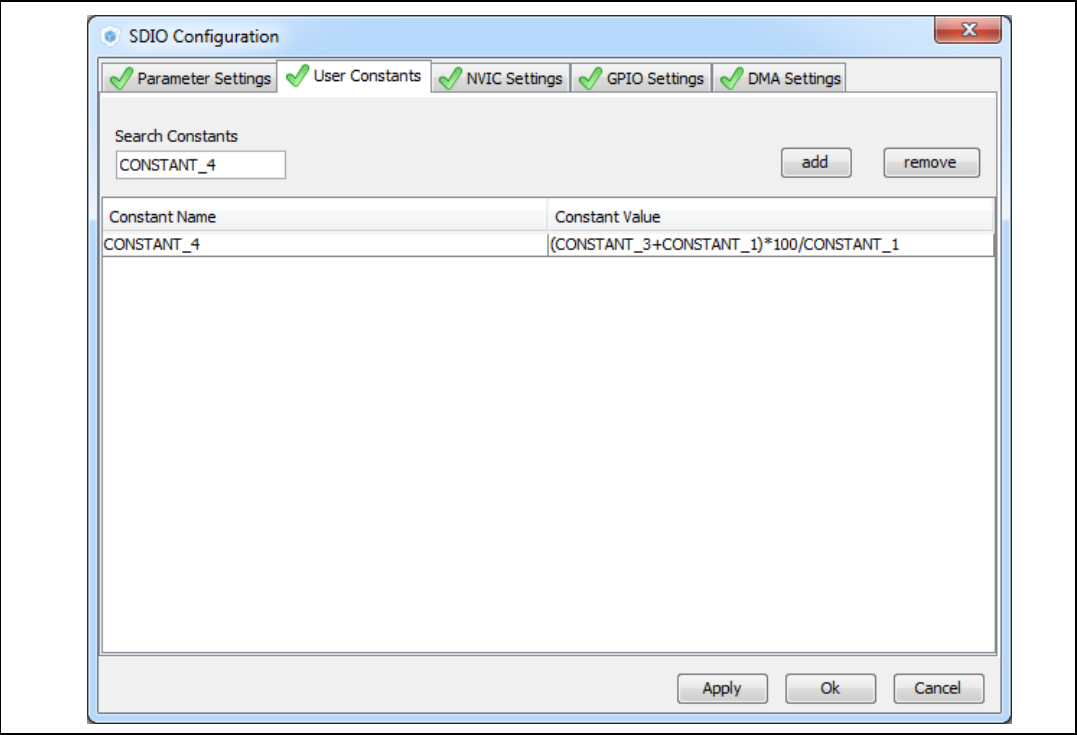 SDIO Configuration
Parameter Settings User Constants NVIC Settings GPIO Settings DMA Settings
Search Constants
CONSTANT_4
add remove
Constant Name Constant Value
CONSTANT_4 (CONSTANT_3+CONSTANT_1)*100/CONSTANT_1
Apply Ok Cancel